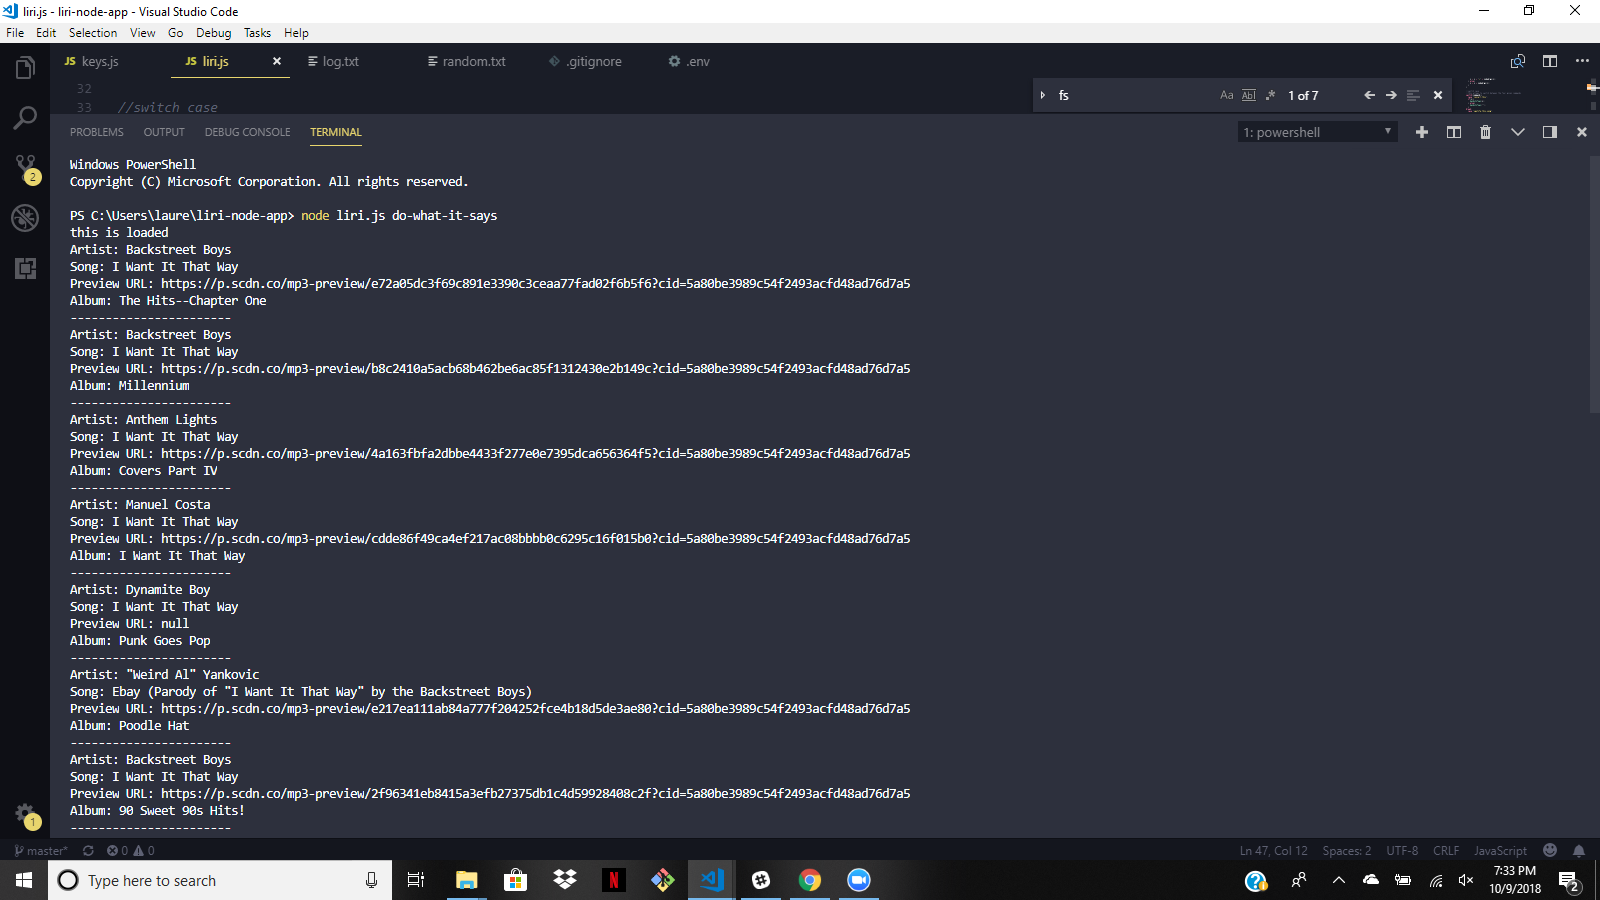 liri.js - liri-node-app - Visual Studio Code
File Edit Selection View Go Debug Tasks Help
JS keys.js JS liri.js log.txt random.txt .gitignore .env
32
33 //switch case
fs Aa Abl .* 1 of 7
PROBLEMS OUTPUT DEBUG CONSOLE TERMINAL 1: powershell
Windows PowerShell
Copyright (C) Microsoft Corporation. All rights reserved.
PS C:\Users\laure\liri-node-app> node liri.js do-what-it-says
this is loaded
Artist: Backstreet Boys
Song: I Want It That Way
Preview URL: https://p.scdn.co/mp3-preview/e72a05dc3f69c891e3390c3ceaa77fad02f6b5f6?cid=5a80be3989c54f2493acfd48ad76d7a5
Album: The Hits--Chapter One
-----------------------
Artist: Backstreet Boys
Song: I Want It That Way
Preview URL: https://p.scdn.co/mp3-preview/b8c2410a5acb68b462be6ac85f1312430e2b149c?cid=5a80be3989c54f2493acfd48ad76d7a5
Album: Millennium
-----------------------
Artist: Anthem Lights
Song: I Want It That Way
Preview URL: https://p.scdn.co/mp3-preview/4a163fbfa2dbbe4433f277e0e7395dca656364f5?cid=5a80be3989c54f2493acfd48ad76d7a5
Album: Covers Part IV
-----------------------
Artist: Manuel Costa
Song: I Want It That Way
Preview URL: https://p.scdn.co/mp3-preview/cdde86f49ca4ef217ac08bbbb0c6295c16f015b0?cid=5a80be3989c54f2493acfd48ad76d7a5
Album: I Want It That Way
-----------------------
Artist: Dynamite Boy
Song: I Want It That Way
Preview URL: null
Album: Punk Goes Pop
-----------------------
Artist: "Weird Al" Yankovic
Song: Ebay (Parody of "I Want It That Way" by the Backstreet Boys)
Preview URL: https://p.scdn.co/mp3-preview/e217ea111ab84a777f204252fce4b18d5de3ae80?cid=5a80be3989c54f2493acfd48ad76d7a5
Album: Poodle Hat
-----------------------
Artist: Backstreet Boys
Song: I Want It That Way
Preview URL: https://p.scdn.co/mp3-preview/2f96341eb8415a3efb27375db1c4d59928408c2f?cid=5a80be3989c54f2493acfd48ad76d7a5
Album: 90 Sweet 90s Hits!
-----------------------
2
1
master* 0 0 Ln 47, Col 12 Spaces: 2 UTF-8 CRLF JavaScript
Type here to search N 7:33 PM
10/9/2018 2